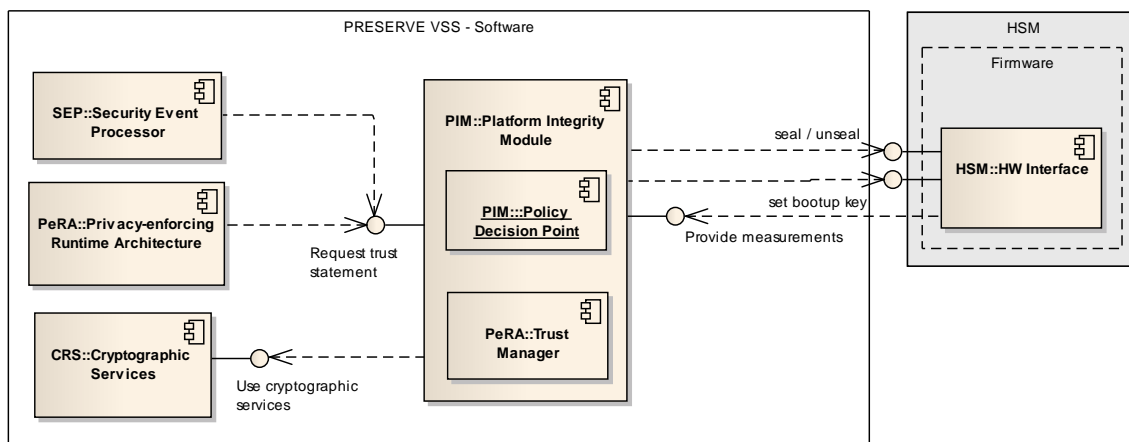 PRESERVE VSS - Software
HSM
Firmware
SEP::Security Event
Processor
PIM::Platform Integrity
Module
seal / unseal
HSM::HW Interface
PeRA::Privacy-enforcing
Runtime Architecture
PIM:::Policy
Decision Point
set bootup key
Provide measurements
Request trust
statement
CRS::Cryptographic
Services
PeRA::Trust
Manager
Use cryptographic
services